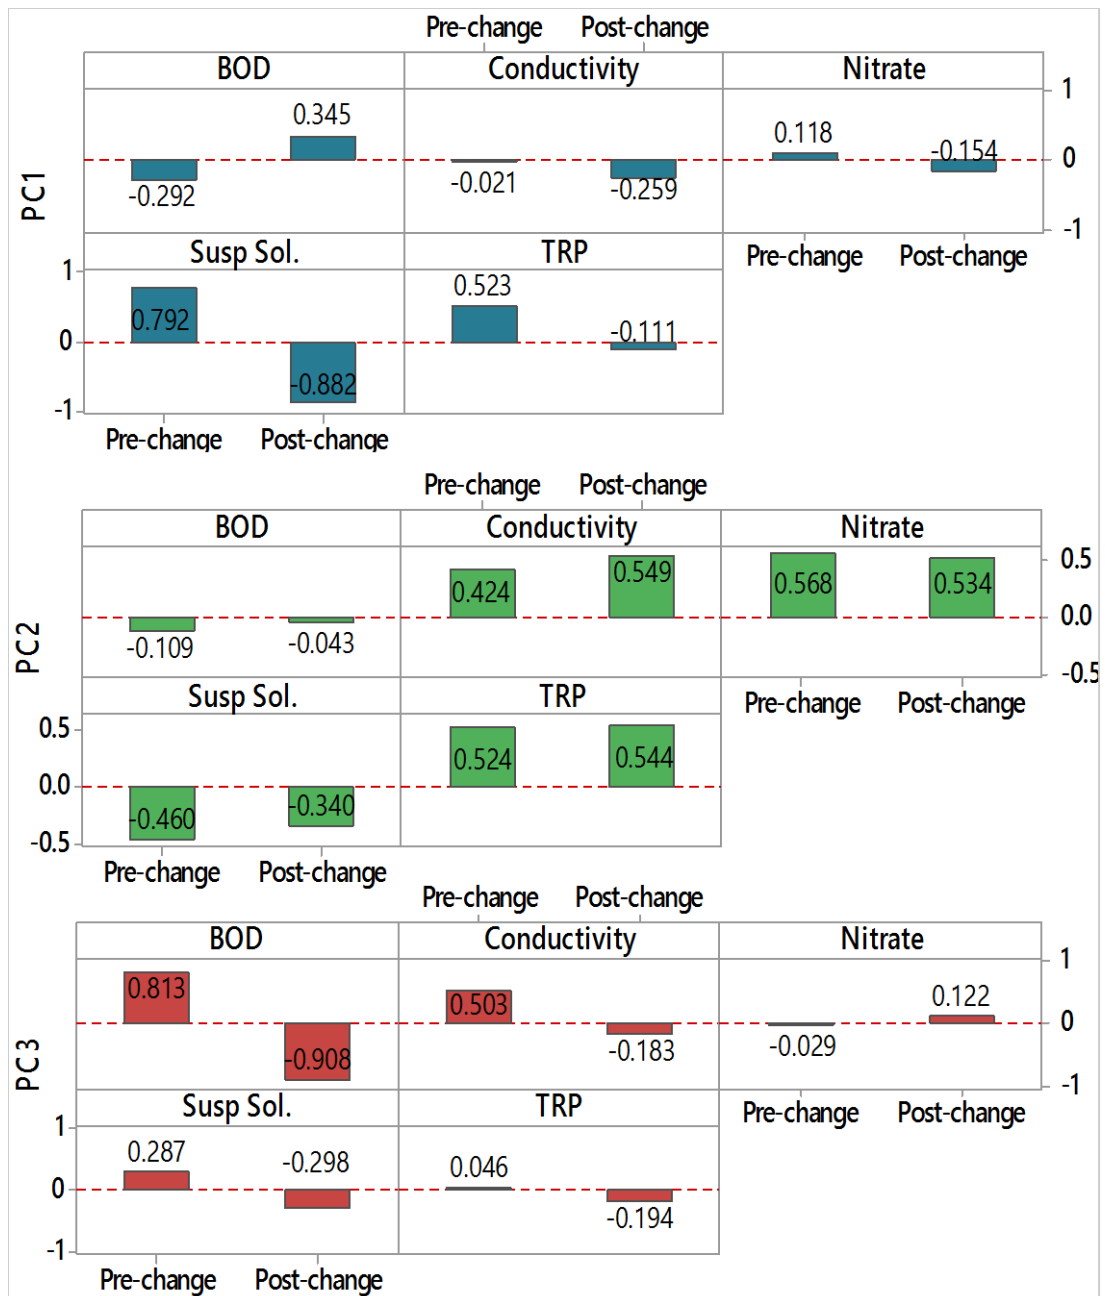 Pre-change Post-change
BOD Conductivity Nitrate
1
0.345 0.118 -0.154
0
-0.292 -0.021 -0.259
PC1
-1
Susp Sol. TRP Pre-change Post-change
1
0.792 0.523 -0.111
0
-0.882
-1
Pre-change Post-change
Pre-change Post-change
BOD Conductivity Nitrate
0.5
0.424 0.549 0.568 0.534
0.0
-0.109 -0.043
PC2
-0.5
Susp Sol. TRP Pre-change Post-change
0.5
0.524 0.544
0.0
-0.460 -0.340
-0.5
Pre-change Post-change
Pre-change Post-change
BOD Conductivity Nitrate
1
0.813 0.503 0.122
0
-0.908 -0.183 -0.029
PC3
-1
Susp Sol. TRP Pre-change Post-change
1
0.287 -0.298 0.046
0
-0.194
-1
Pre-change Post-change